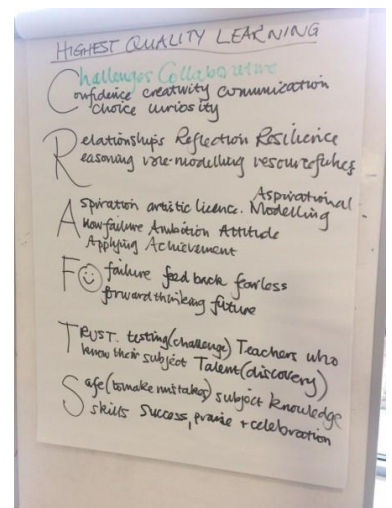 HIGHEST QUALITY LEARNING
Challenges Collaborative
Confidence creativity communication
choice curiosity
Relationships Reflection Resilience
Reasoning role-modelling resourcefulness
Aspirational
Aspiration artistic licence. Modelling
Allow failure Ambition Attitude
Applying Achievement
F failure feed back fearless
forward thinking future
TRUST. testing (challenge) Teachers who
know their subject Talent (discovery)
Safe (to make mistakes) subject knowledge
skills Success, praise + celebration